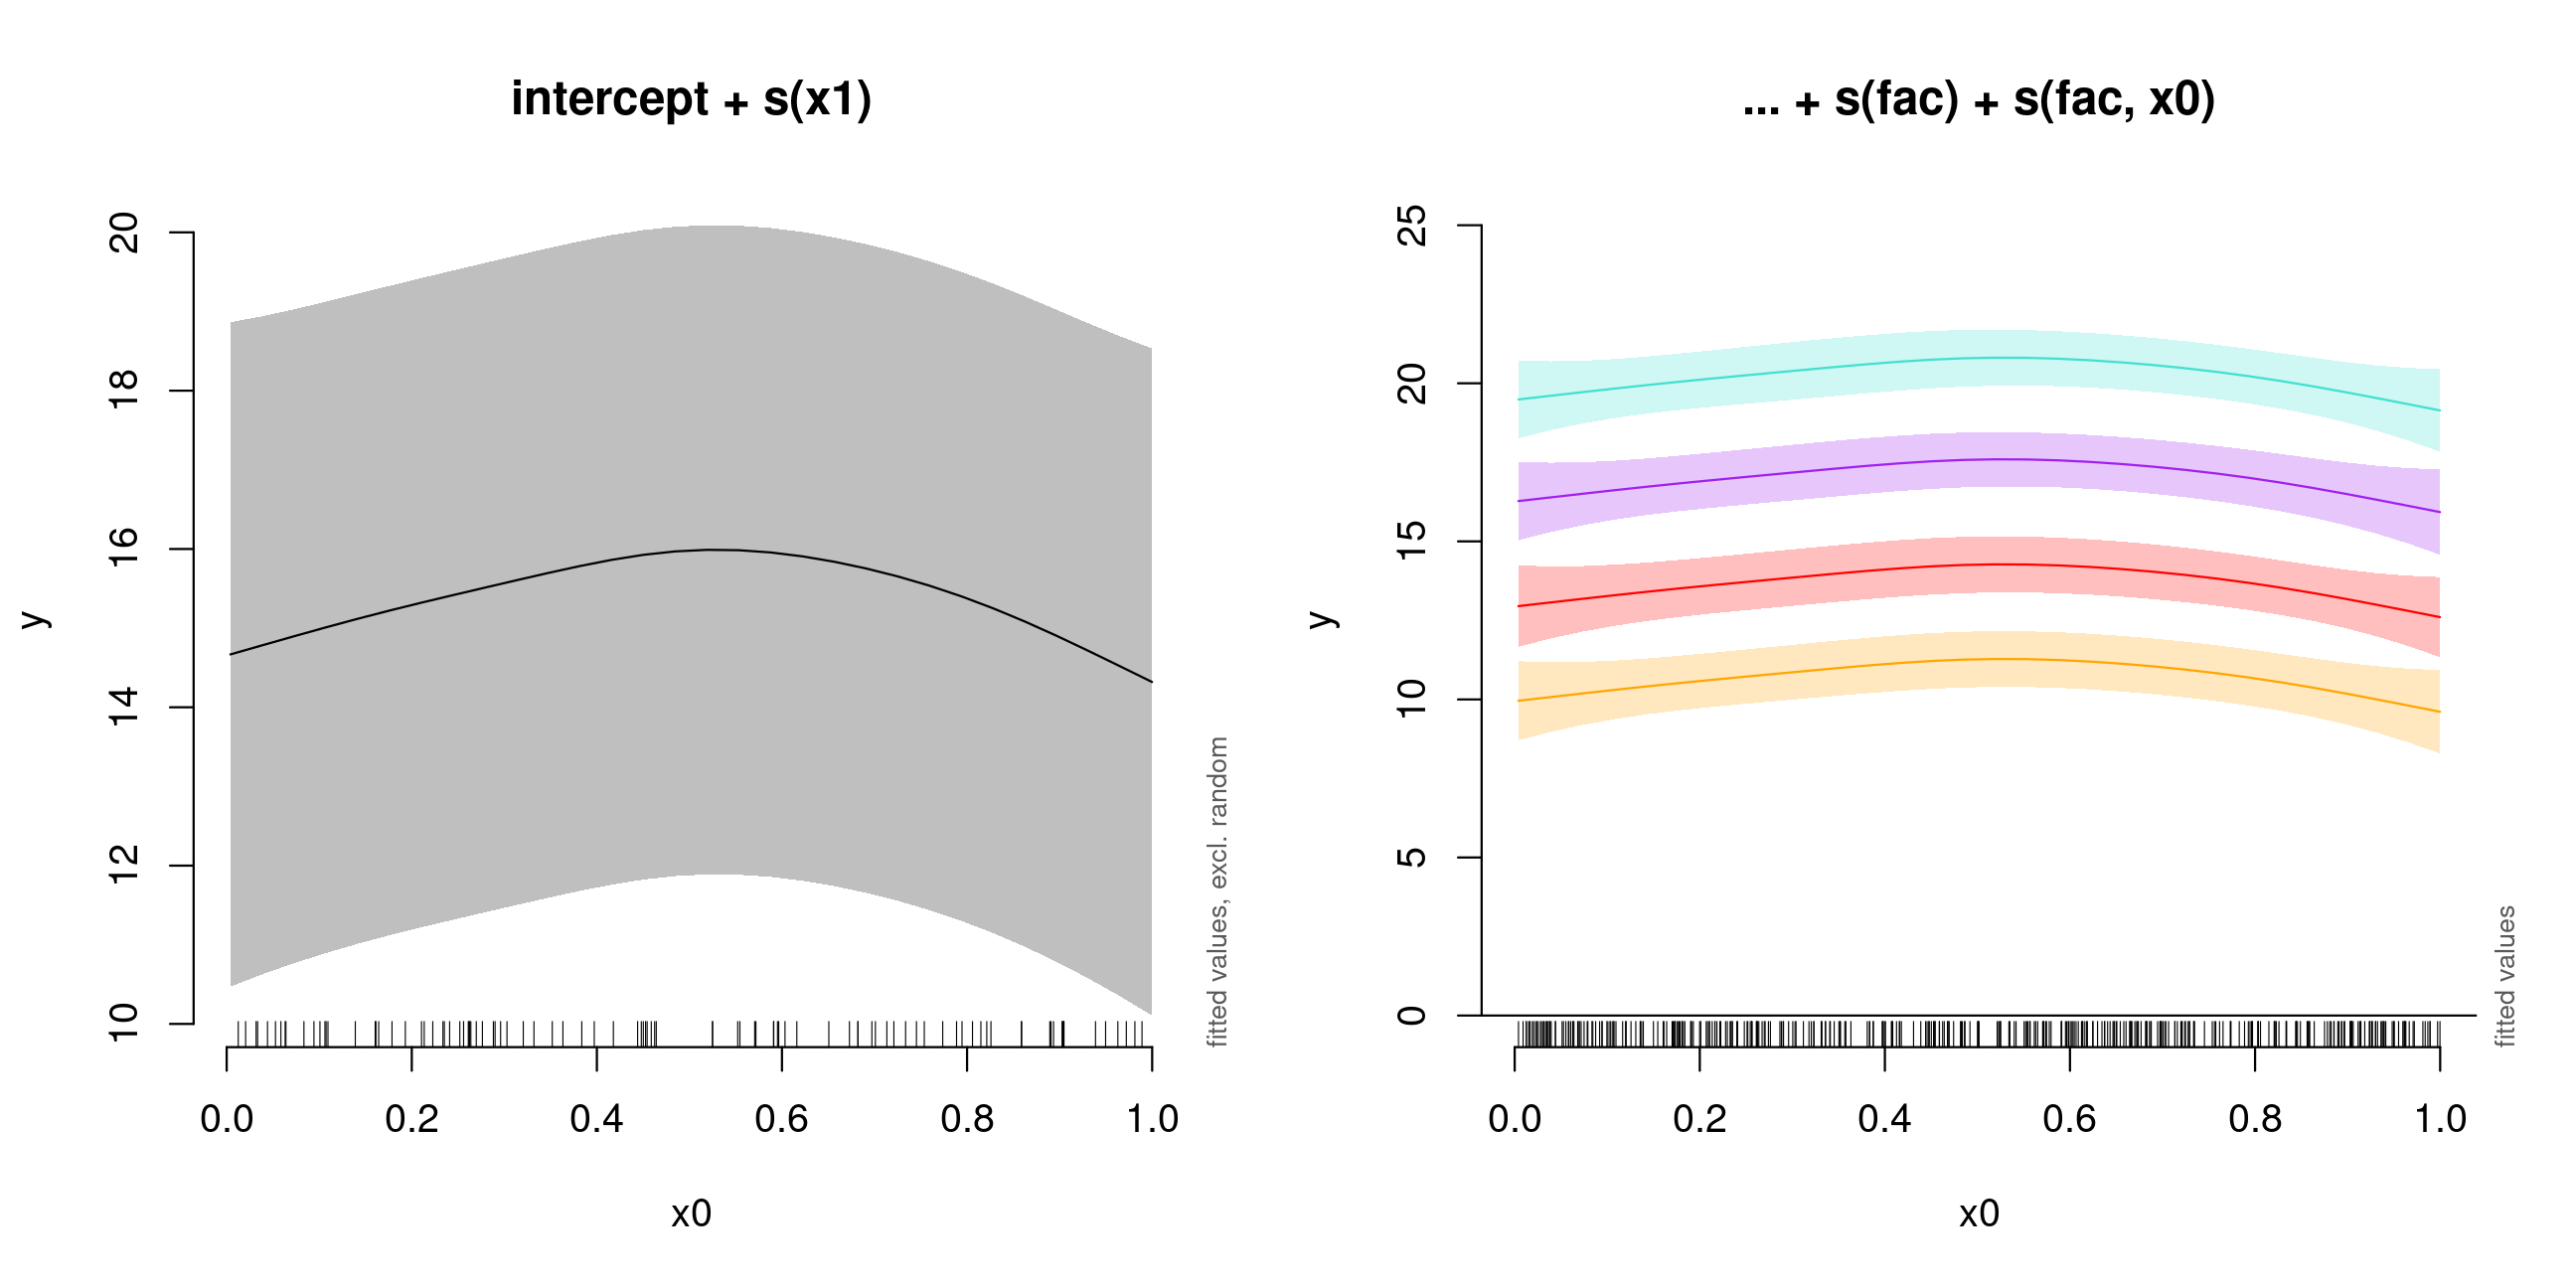 intercept + s(x1)
y
20
18
16
14
12
10
0.0 0.2 0.4 0.6 0.8 1.0
x0
fitted values, excl. random
... + s(fac) + s(fac, x0)
y
25
20
15
10
5
0
0.0 0.2 0.4 0.6 0.8 1.0
x0
fitted values